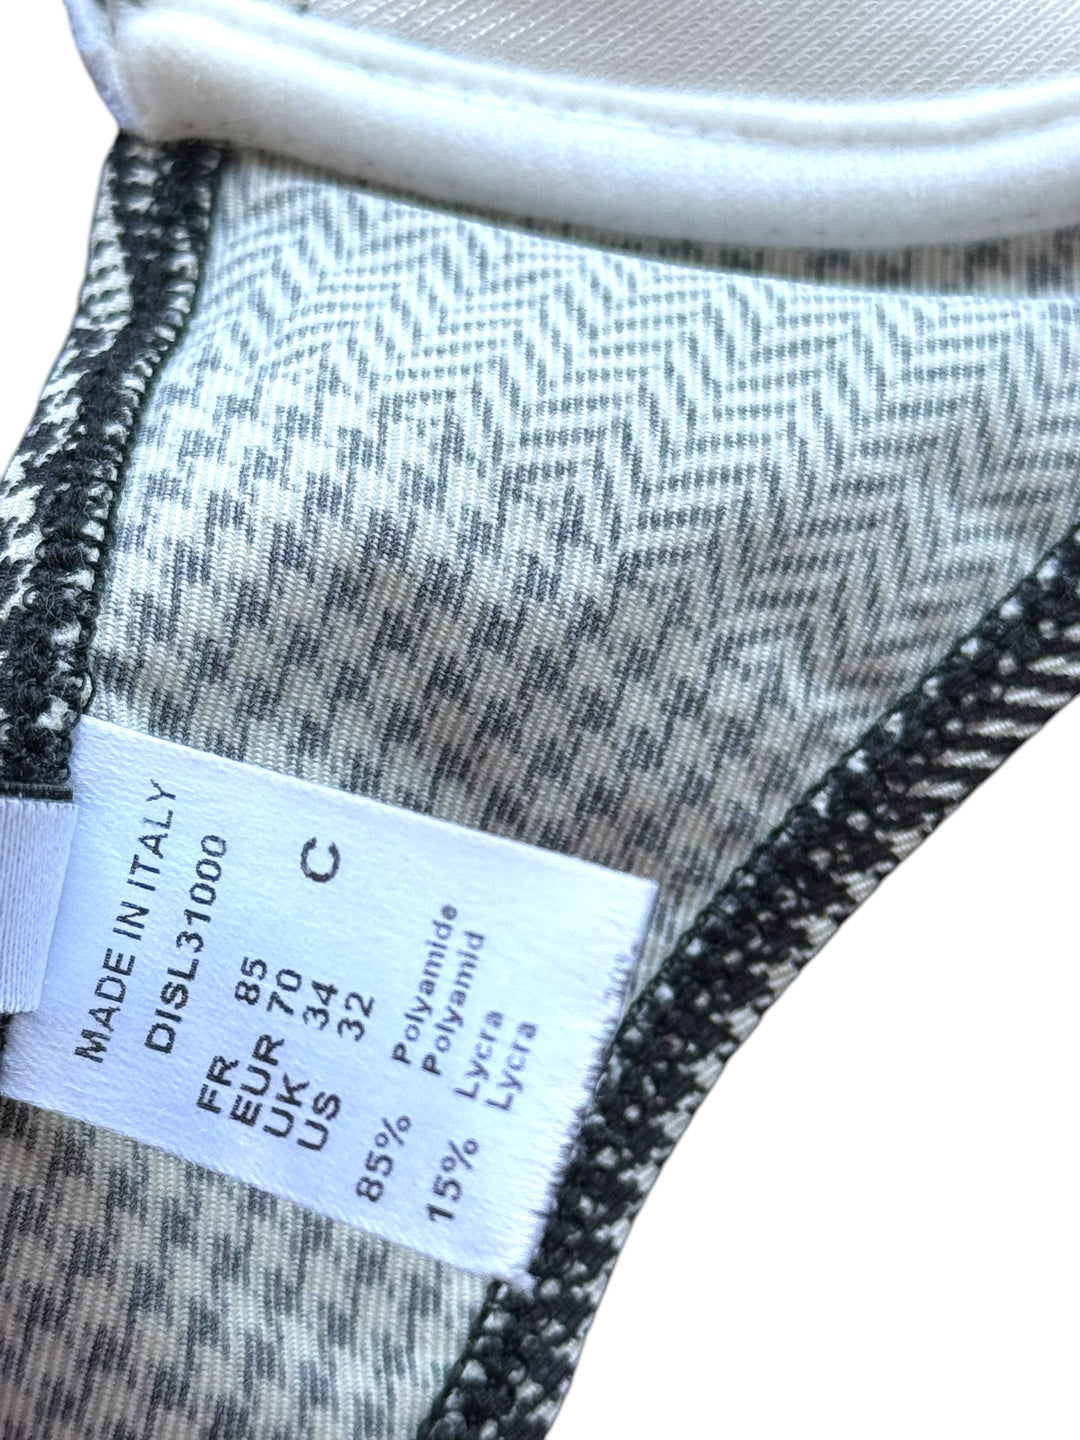 MADE IN ITALY
DISL31000
FR 85 C
EUR 70
UK 34
US 32
85% Polyamide
Polyamid
15% Lycra
Lycra